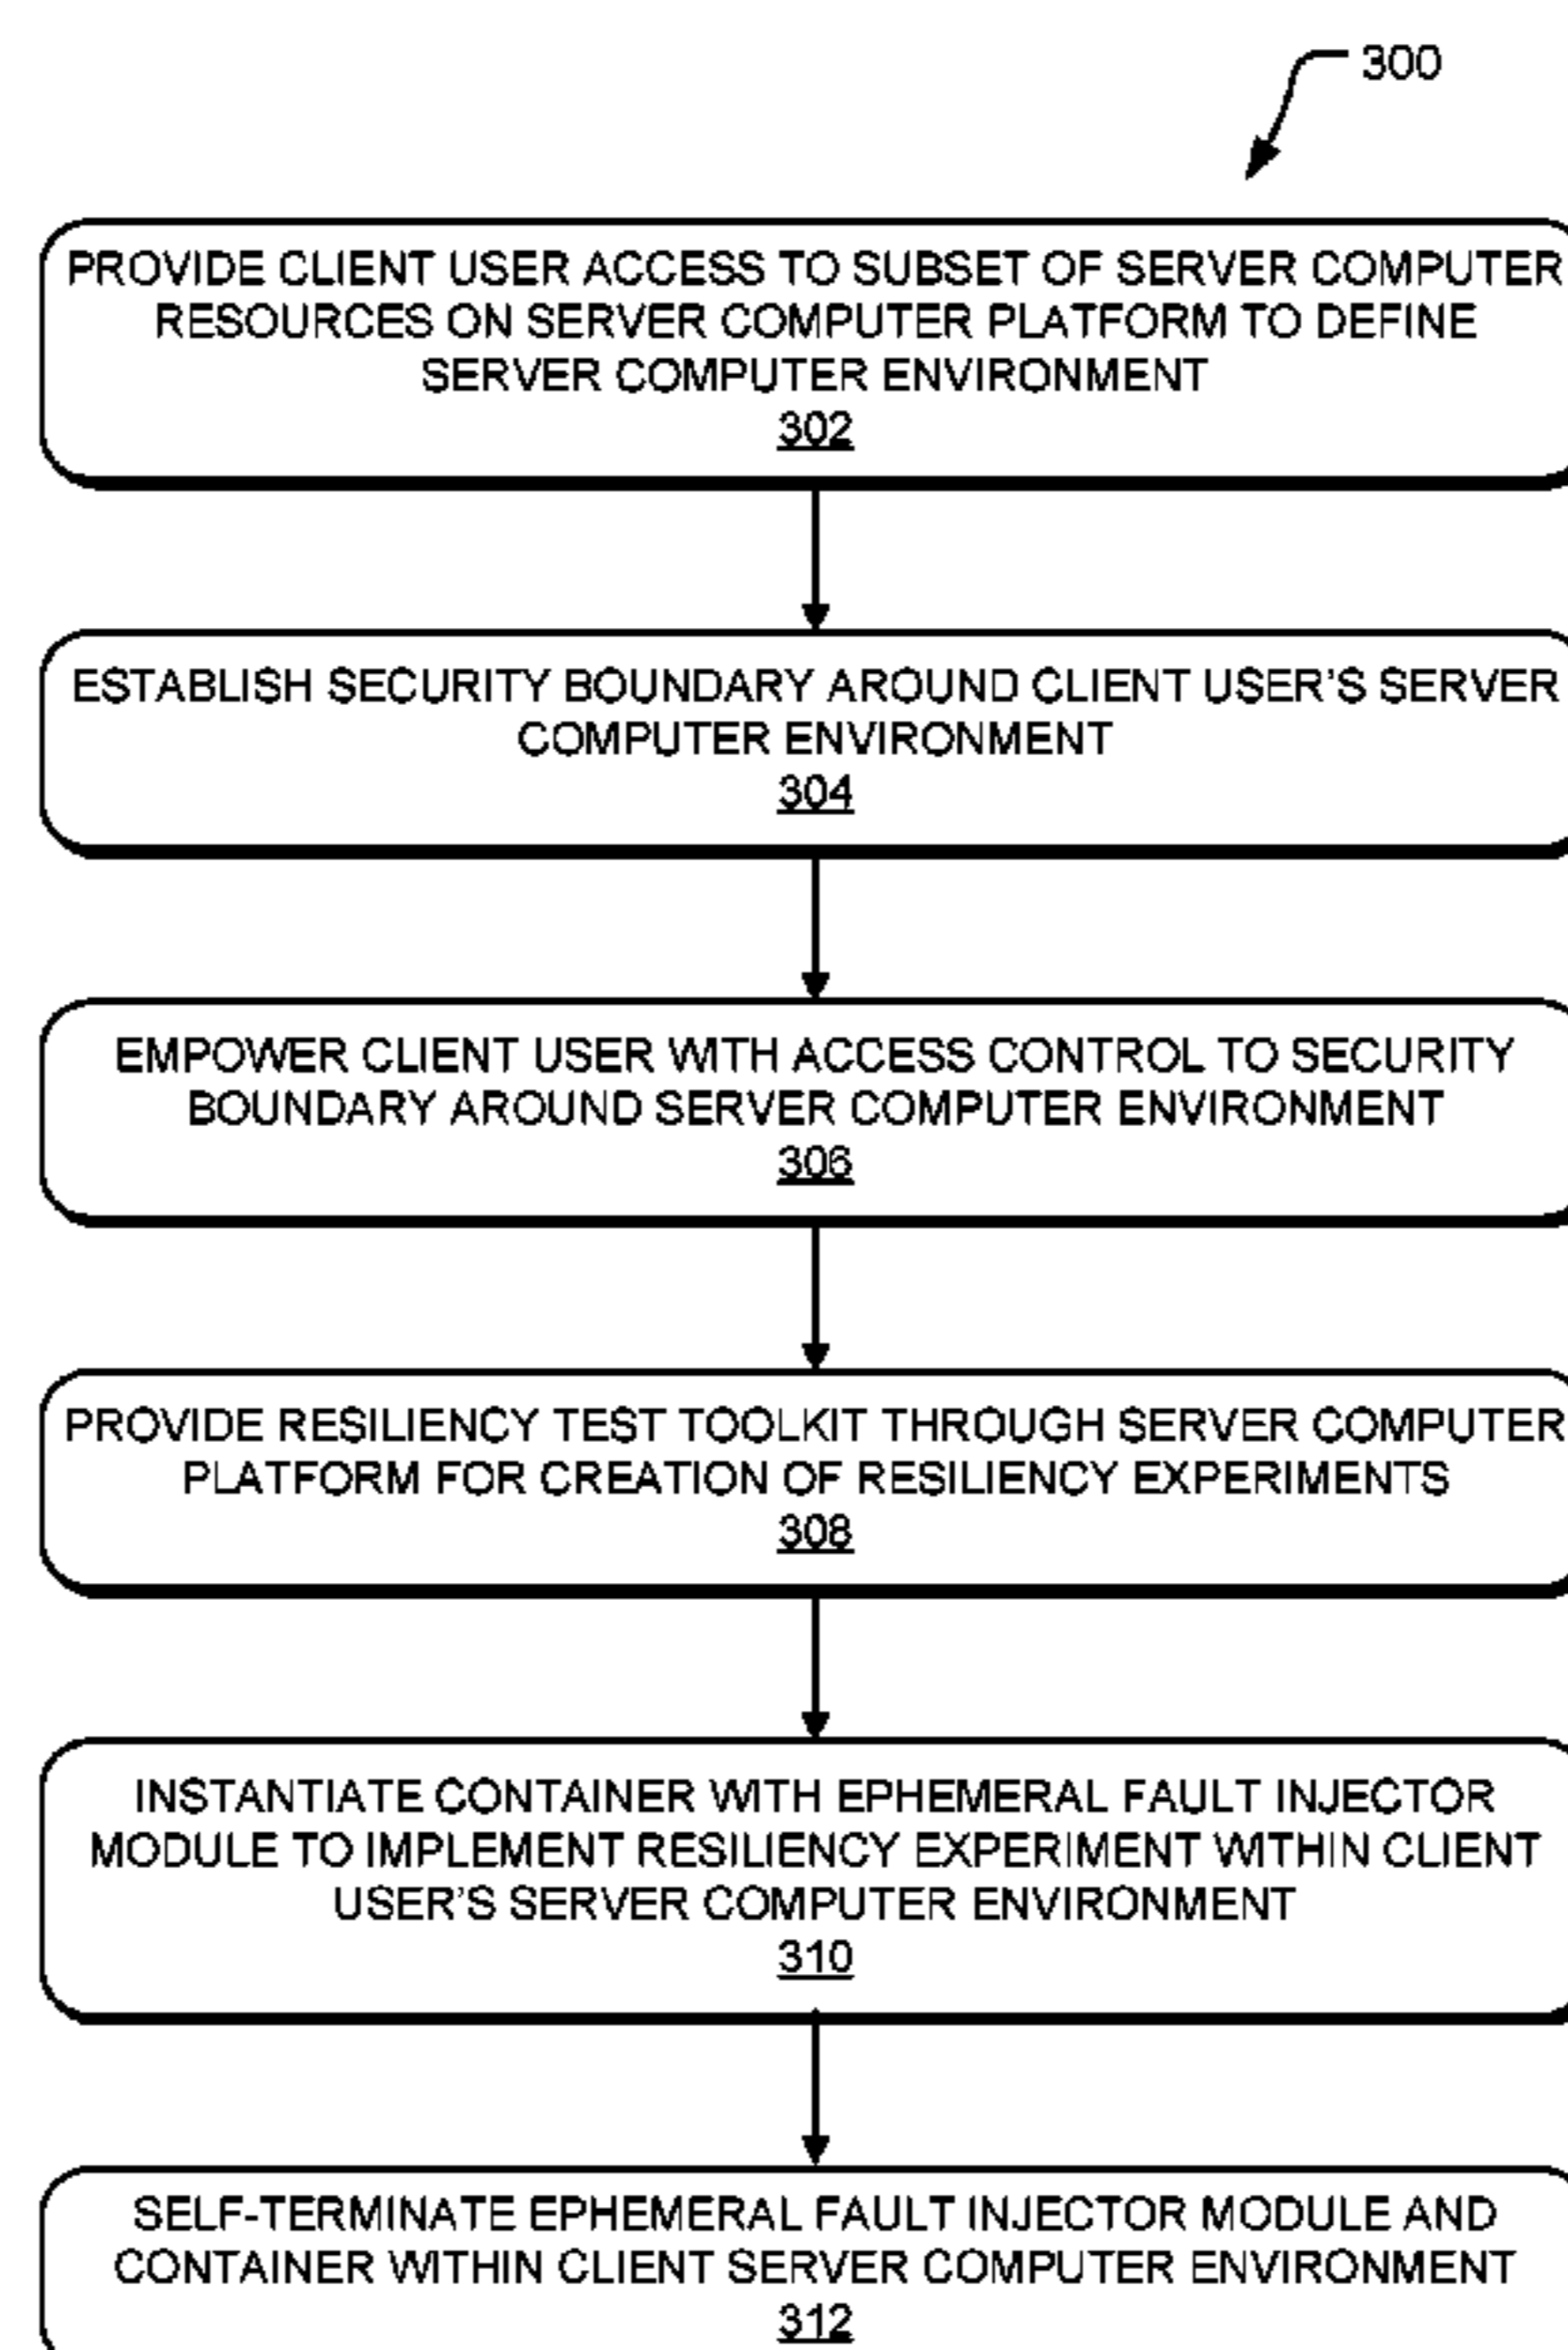 300
PROVIDE CLIENT USER ACCESS TO SUBSET OF SERVER COMPUTER
RESOURCES ON SERVER COMPUTER PLATFORM TO DEFINE
SERVER COMPUTER ENVIRONMENT
302
ESTABLISH SECURITY BOUNDARY AROUND CLIENT USER'S SERVER
COMPUTER ENVIRONMENT
304
EMPOWER CLIENT USER WITH ACCESS CONTROL TO SECURITY
BOUNDARY AROUND SERVER COMPUTER ENVIRONMENT
306
PROVIDE RESILIENCY TEST TOOLKIT THROUGH SERVER COMPUTER
PLATFORM FOR CREATION OF RESILIENCY EXPERIMENTS
308
INSTANTIATE CONTAINER WITH EPHEMERAL FAULT INJECTOR
MODULE TO IMPLEMENT RESILIENCY EXPERIMENT WITHIN CLIENT
USER'S SERVER COMPUTER ENVIRONMENT
310
SELF-TERMINATE EPHEMERAL FAULT INJECTOR MODULE AND
CONTAINER WITHIN CLIENT SERVER COMPUTER ENVIRONMENT
312